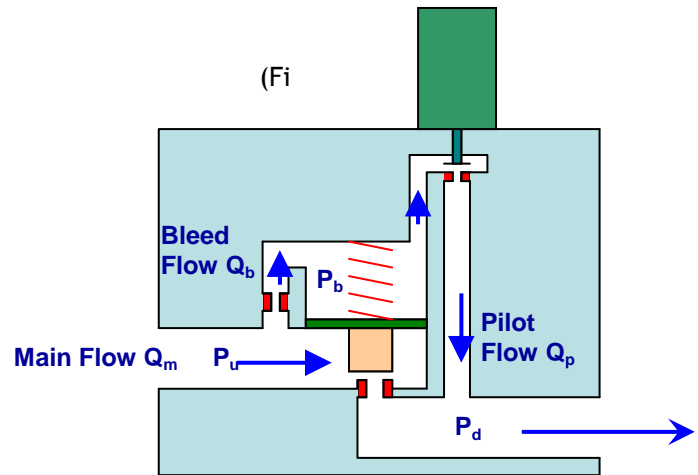 (Fi
Bleed
Flow Qb
Pb
Pilot
Flow Qp
Main Flow Qm
Pu
Pd